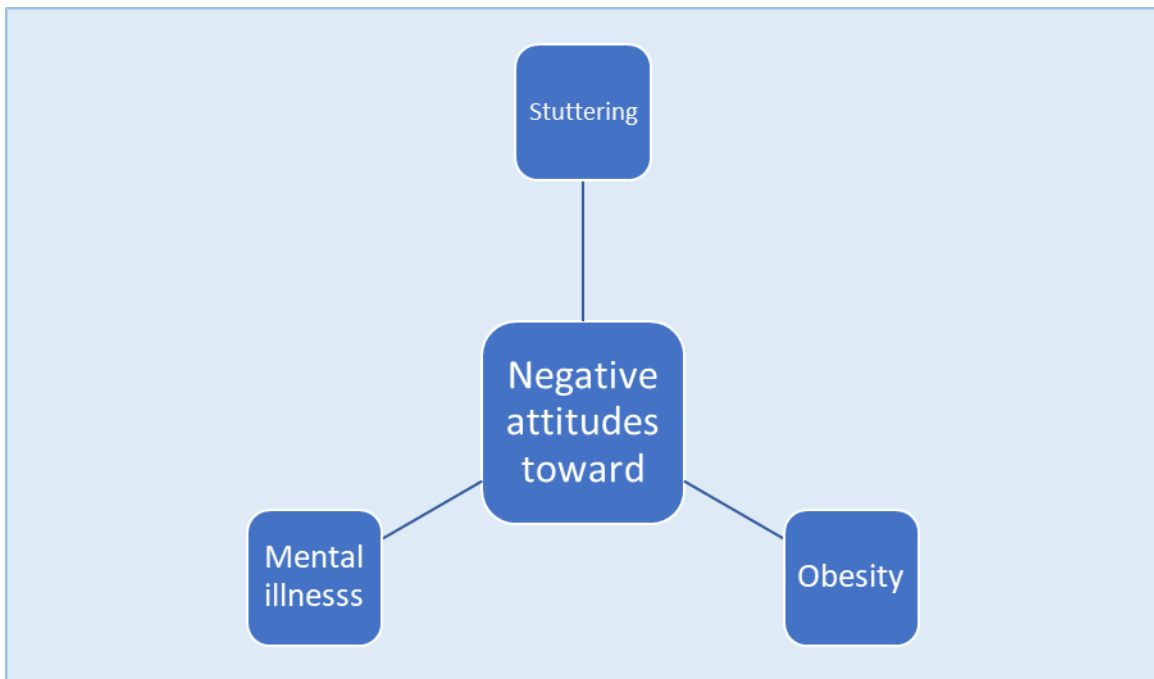 Stuttering
Negative
attitudes
toward
Mental
illnesss
Obesity